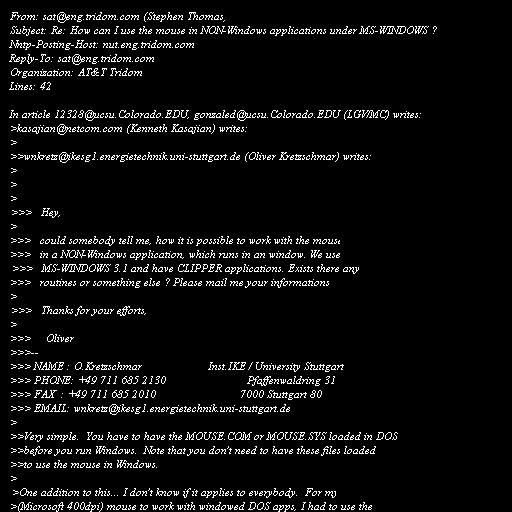 From: sat@eng.tridom.com (Stephen Thomas,
Subject: Re: How can I use the mouse in NON-Windows applications under MS-WINDOWS ?
Nntp-Posting-Host: nut.eng.tridom.com
Reply-To: sat@eng.tridom.com
Organization: AT&T Tridom
Lines: 42

In article 12328@ucsu.Colorado.EDU, gonzaled@ucsu.Colorado.EDU (LGV/MC) writes:
>kasajian@netcom.com (Kenneth Kasajian) writes:
>
>>wnkretz@ikesg1.energietechnik.uni-stuttgart.de (Oliver Kretzschmar) writes:
>
>
>
>>> Hey,
>
>>> could somebody tell me, how it is possible to work with the mouse
>>> in a NON-Windows application, which runs in an window. We use
>>> MS-WINDOWS 3.1 and have CLIPPER applications. Exists there any
>>> routines or something else ? Please mail me your informations
>
>>> Thanks for your efforts,
>
>>> Oliver
>>>--
>>> NAME : O.Kretzschmar Inst.IKE / University Stuttgart
>>> PHONE: +49 711 685 2130 Pfaffenwaldring 31
>>> FAX : +49 711 685 2010 7000 Stuttgart 80
>>> EMAIL: wnkretz@ikesg1.energietechnik.uni-stuttgart.de
>
>>Very simple. You have to have the MOUSE.COM or MOUSE.SYS loaded in DOS
>>before you run Windows. Note that you don't need to have these files loaded
>>to use the mouse in Windows.
>
>One addition to this... I don't know if it applies to everybody. For my
>(Microsoft 400dpi) mouse to work with windowed DOS apps, I had to use the